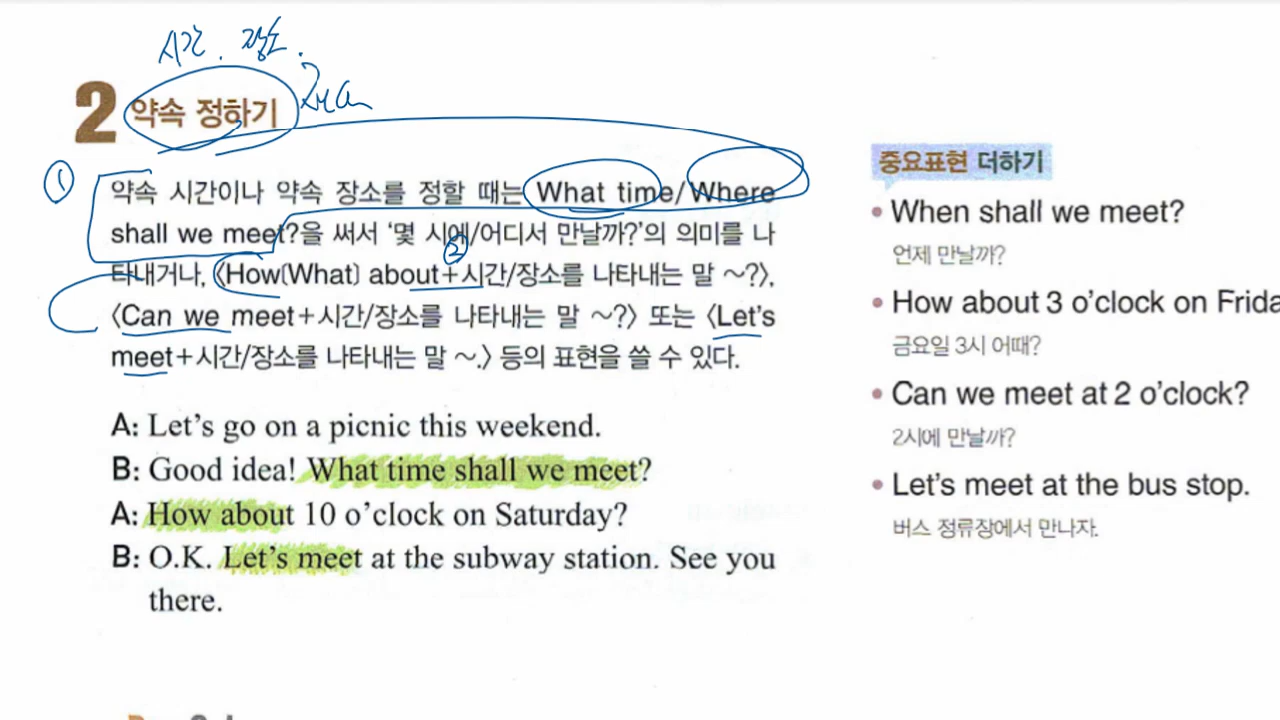 시간. 장소.
2 약속 정하기
①
약속 시간이나 약속 장소를 정할 때는 What time/Where
shall we meet?을 써서 ‘몇 시에/어디서 만날까?’의 의미를 나
②
타내거나, 〈How(What) about+시간/장소를 나타내는 말 ~?〉,
〈Can we meet+시간/장소를 나타내는 말 ~?〉 또는 〈Let’s
meet+시간/장소를 나타내는 말 ~.〉 등의 표현을 쓸 수 있다.
A: Let’s go on a picnic this weekend.
B: Good idea! What time shall we meet?
A: How about 10 o’clock on Saturday?
B: O.K. Let’s meet at the subway station. See you
there.
중요표현 더하기
• When shall we meet?
언제 만날까?
• How about 3 o’clock on Frida
금요일 3시 어때?
• Can we meet at 2 o’clock?
2시에 만날까?
• Let’s meet at the bus stop.
버스 정류장에서 만나자.